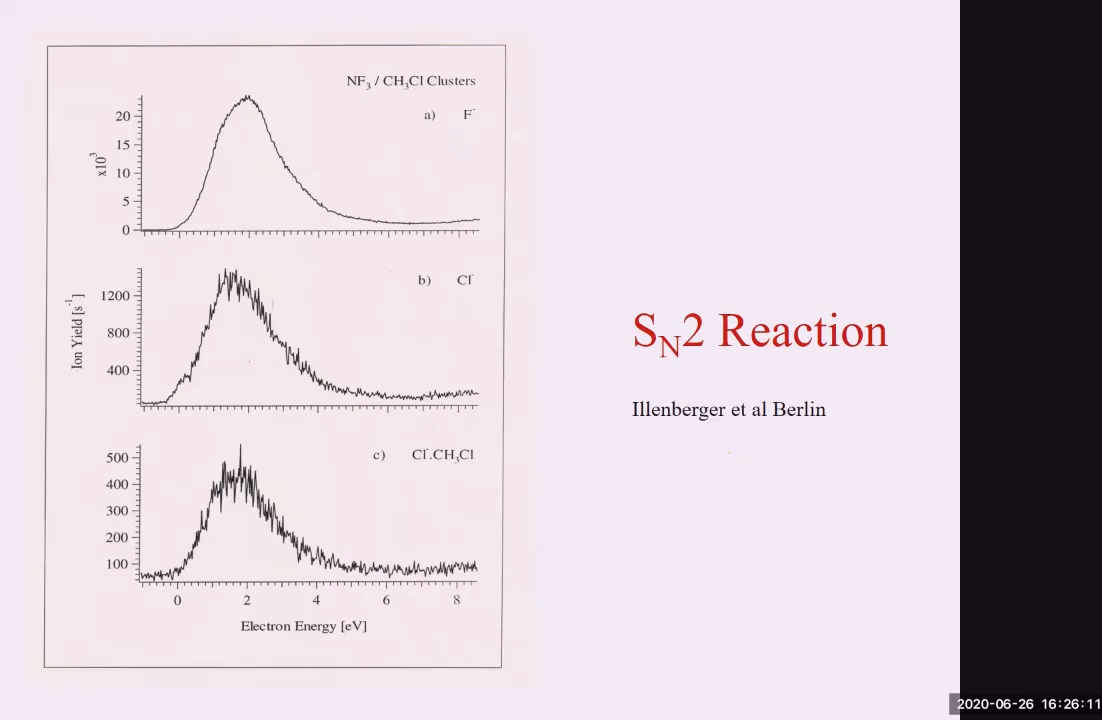 NF3 / CH3Cl Clusters
a) F-
20
15
10
5
0
x10^3
b) Cl-
1200
800
400
Ion Yield [s^-1]
c) Cl-.CH3Cl
500
400
300
200
100
0 2 4 6 8
Electron Energy [eV]
SN2 Reaction
Illenberger et al Berlin
2020-06-26 16:26:11